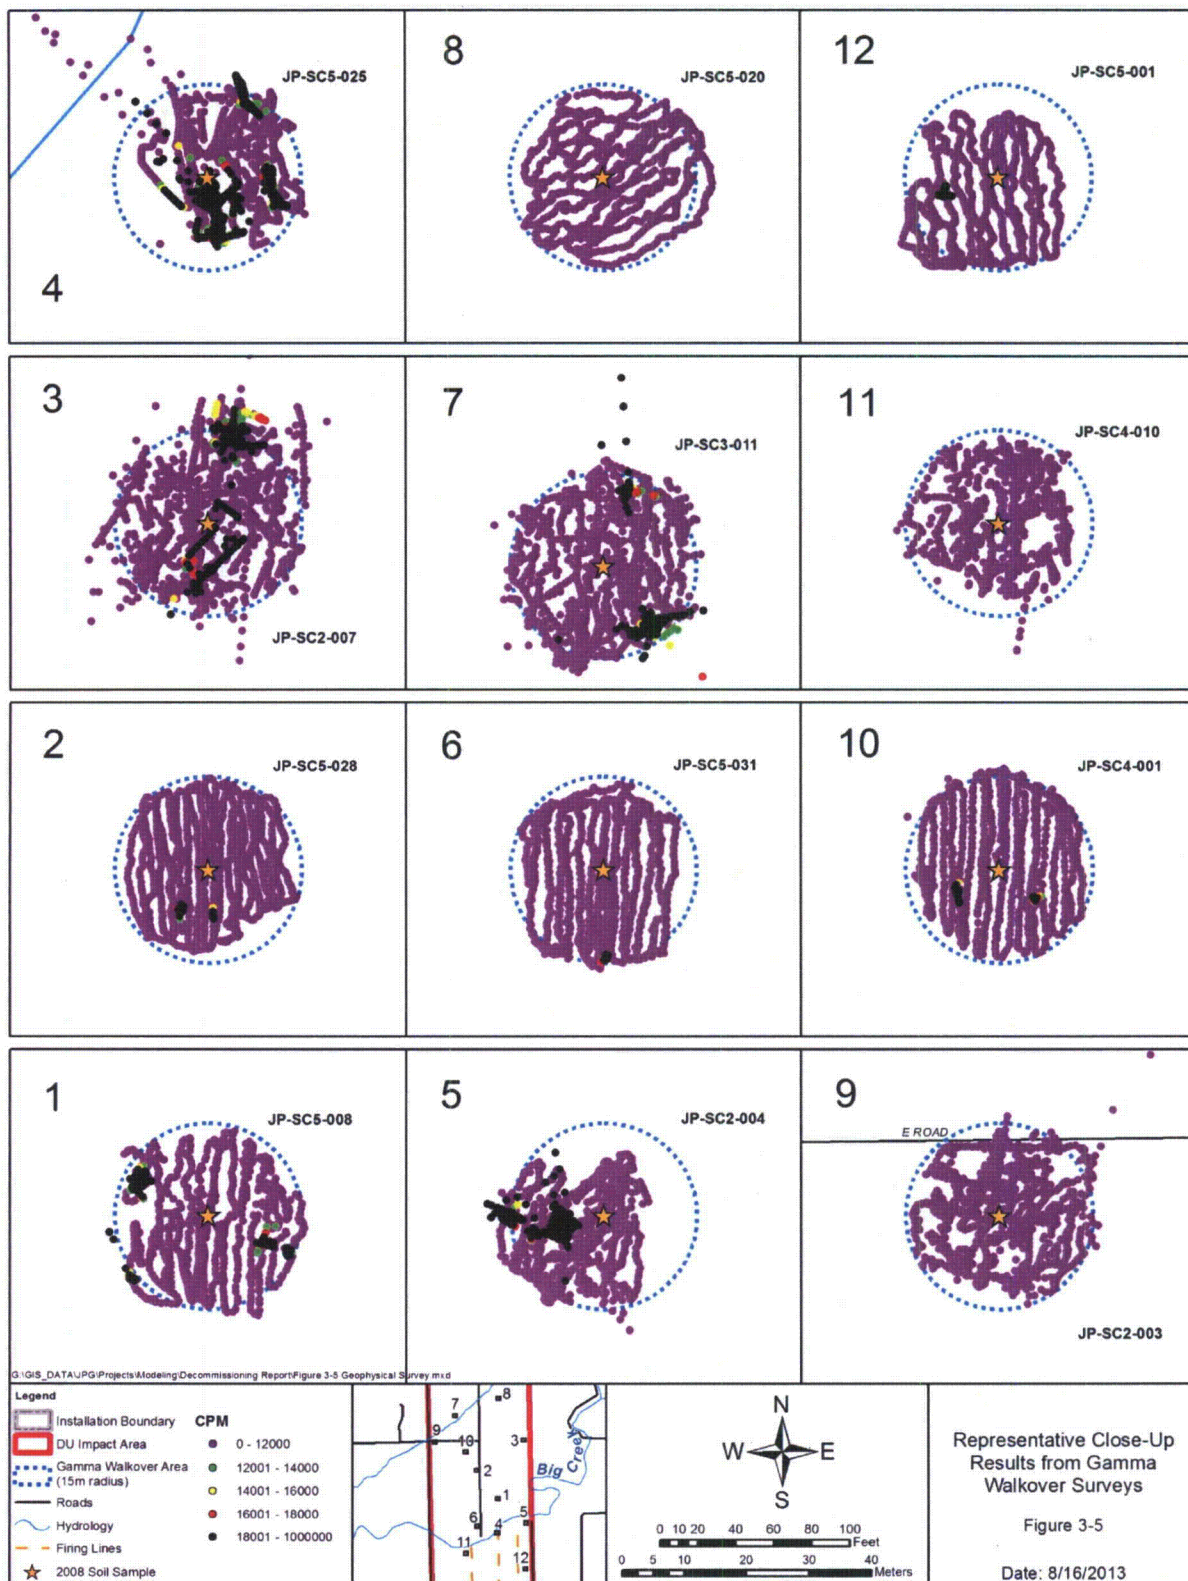 JP-SC5-025
4
8
JP-SC5-020
12
JP-SC5-001
3
JP-SC2-007
7
JP-SC3-011
11
JP-SC4-010
2
JP-SC5-028
6
JP-SC5-031
10
JP-SC4-001
1
JP-SC5-008
5
JP-SC2-004
9
E ROAD
JP-SC2-003
G:\GIS_DATA\JPG\Projects\Modeling\Decommissioning Report\Figure 3-5 Geophysical Survey.mxd
Legend
Installation Boundary
DU Impact Area
Gamma Walkover Area
(15m radius)
Roads
Hydrology
Firing Lines
2008 Soil Sample
CPM
0 - 12000
12001 - 14000
14001 - 16000
16001 - 18000
18001 - 1000000
8
7
9
3
10
2
Big Creek
1
5
6
4
11
12
N
W E
S
0 10 20 40 60 80 100
Feet
0 5 10 20 30 40
Meters
Representative Close-Up
Results from Gamma
Walkover Surveys
Figure 3-5
Date: 8/16/2013